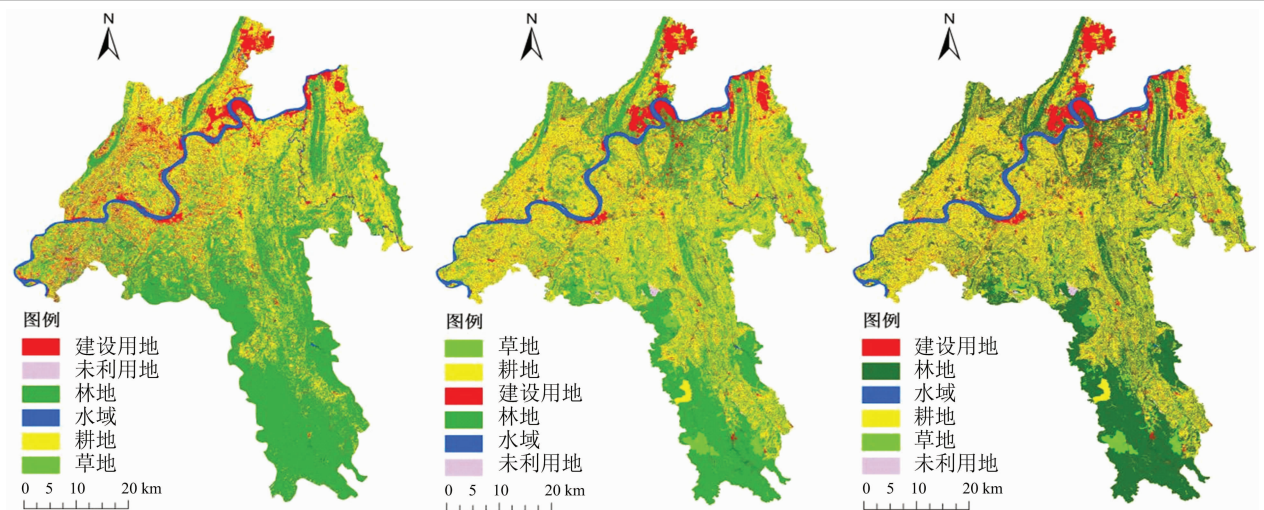 N
图例
建设用地
未利用地
林地
水域
耕地
草地
0 5 10 20 km
N
图例
草地
耕地
建设用地
林地
水域
未利用地
0 5 10 20 km
N
图例
建设用地
林地
水域
耕地
草地
未利用地
0 5 10 20 km